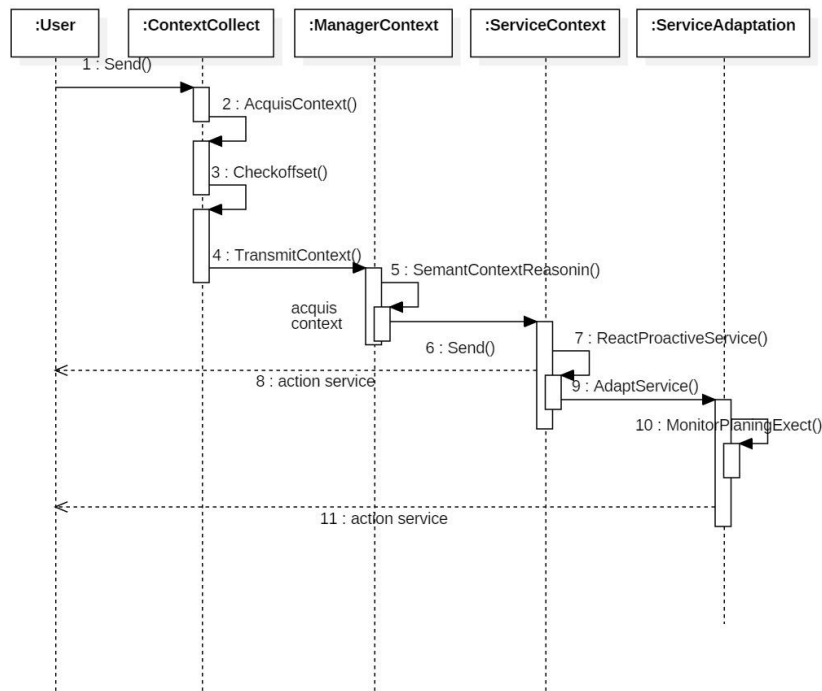 :User
:ContextCollect
:ManagerContext
:ServiceContext
:ServiceAdaptation
1 : Send()
2 : AcquisContext()
3 : Checkoffset()
4 : TransmitContext()
5 : SemantContextReasonin()
acquis
context
6 : Send()
7 : ReactProactiveService()
8 : action service
9 : AdaptService()
10 : MonitorPlaningExect()
11 : action service